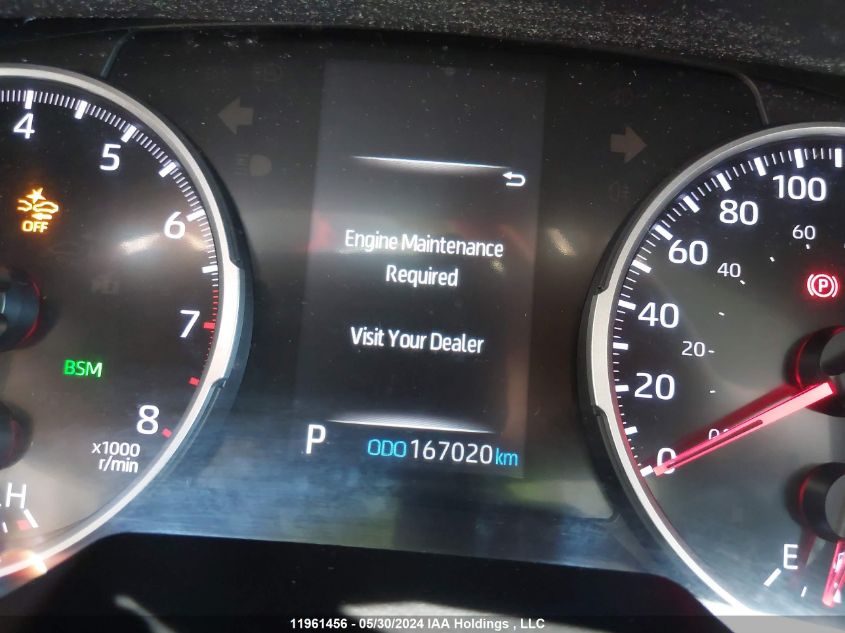 4
5
6
7
8
x1000
r/min
OFF
BSM
H
Engine Maintenance
Required
Visit Your Dealer
P
ODO 167020 km
100
80
60
40
20
0
60
40
20
P
E
11961456 - 05/30/2024 IAA Holdings , LLC